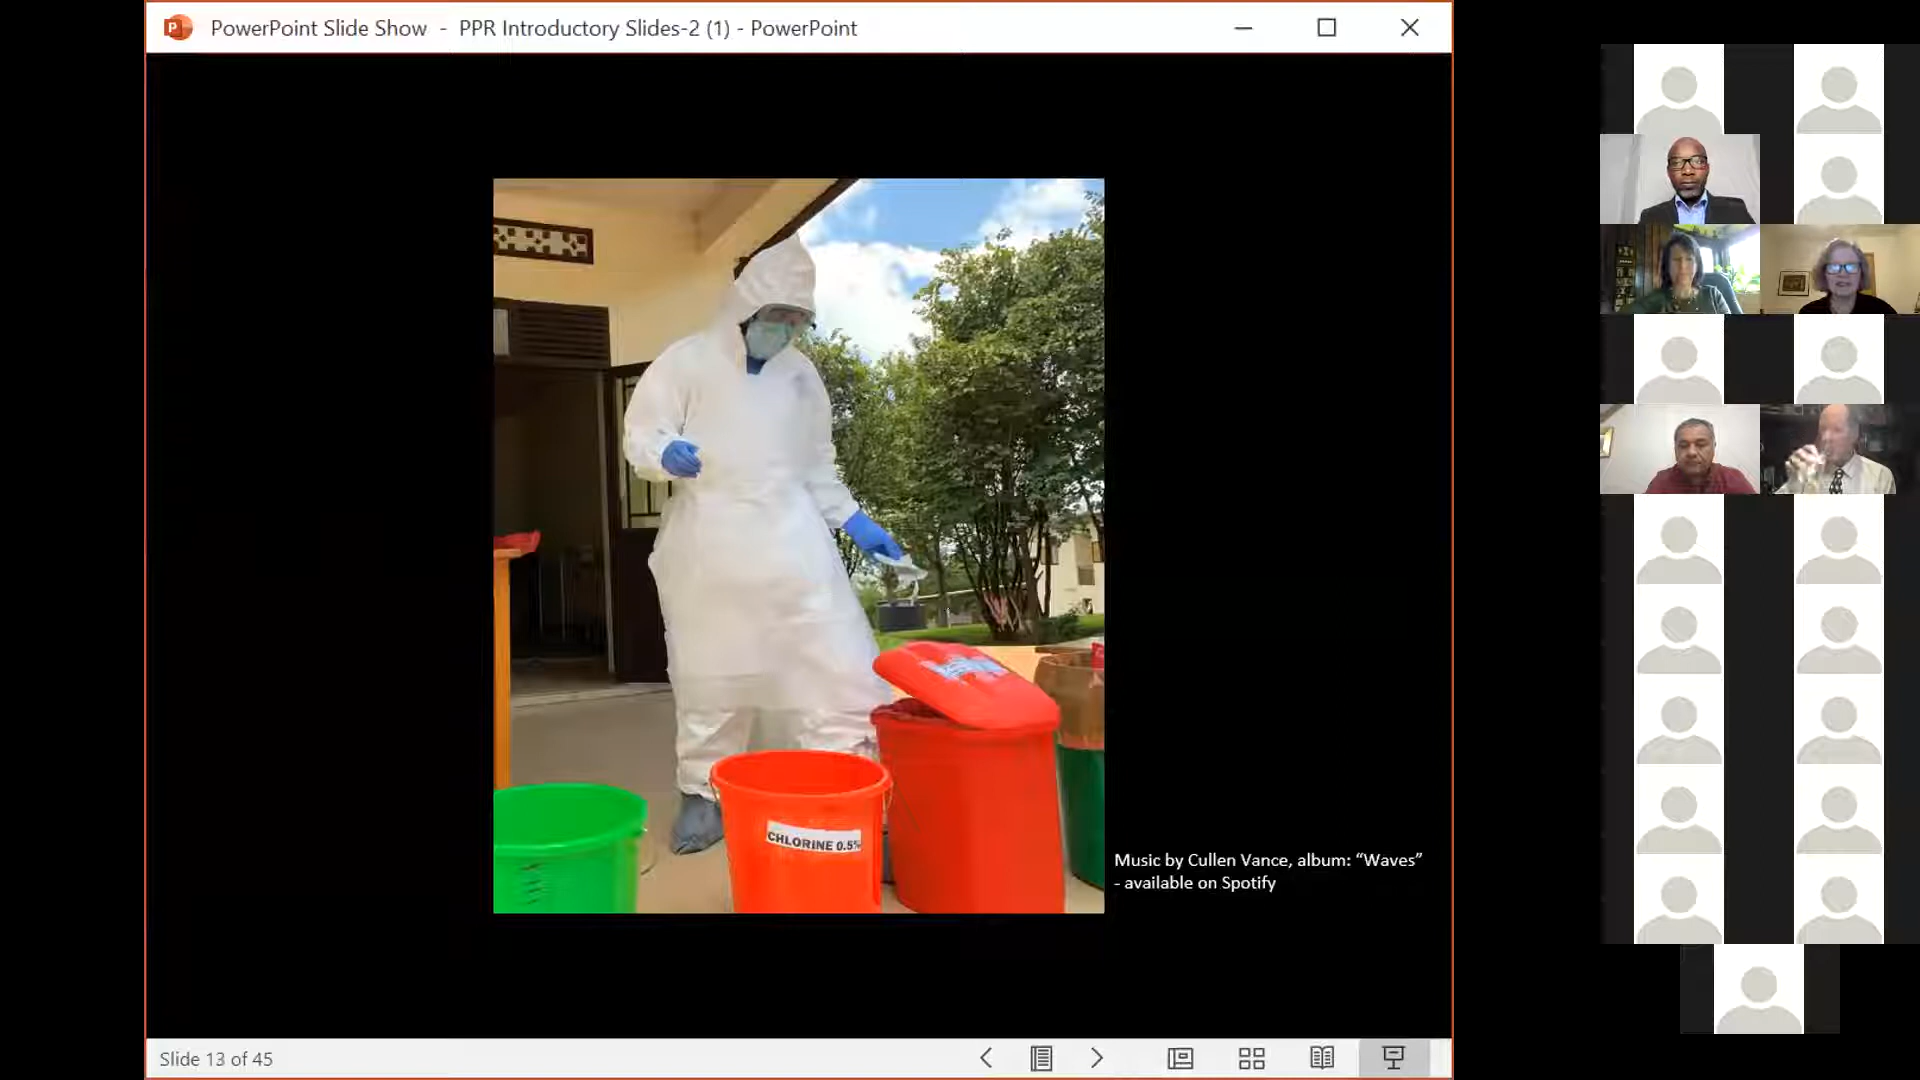 PowerPoint Slide Show - PPR Introductory Slides-2 (1) - PowerPoint
CHLORINE 0.5%
Music by Cullen Vance, album: “Waves”
- available on Spotify
Slide 13 of 45